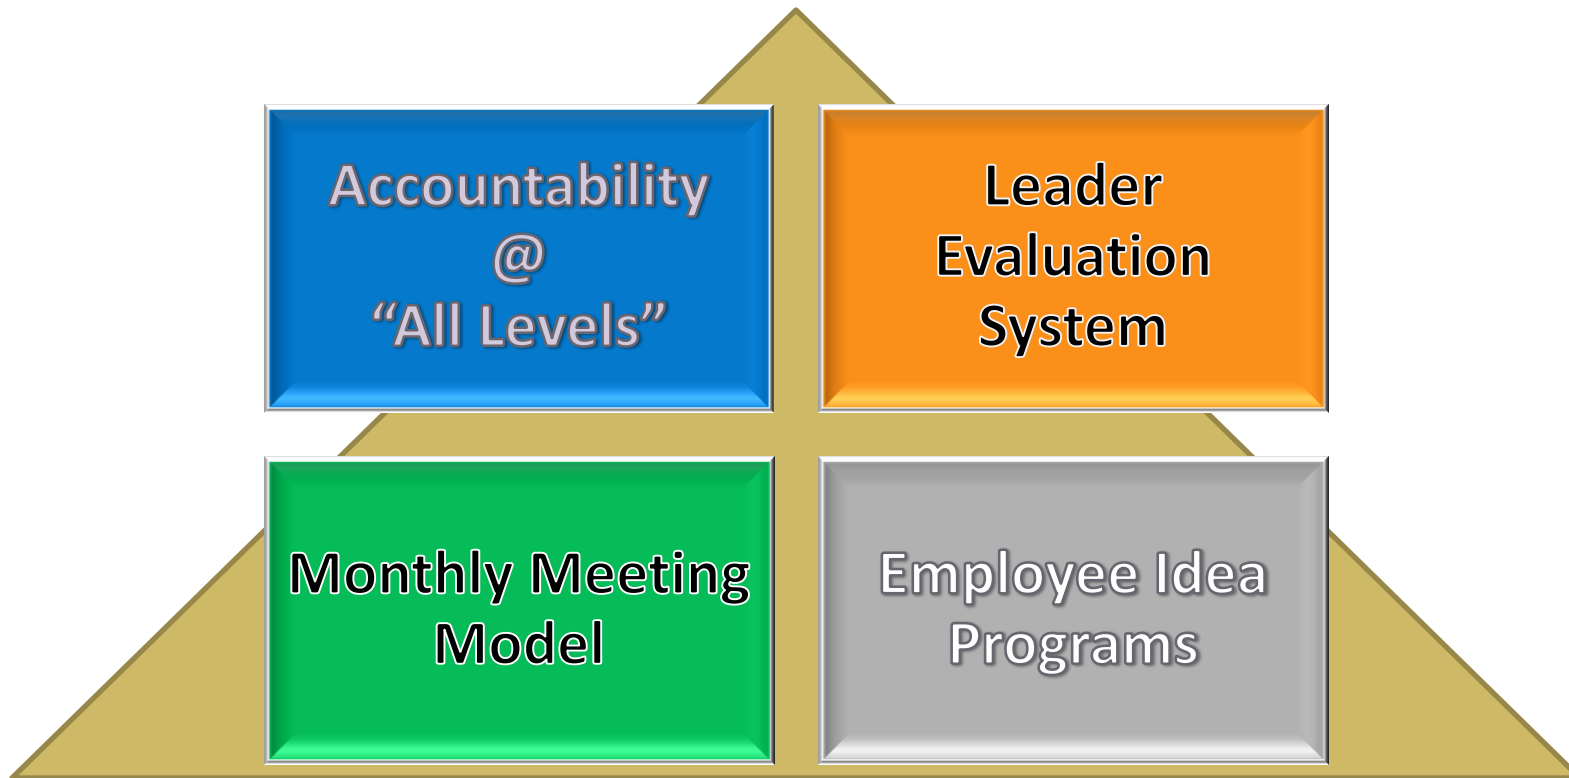 Accountability
@
“All Levels”
Leader
Evaluation
System
Monthly Meeting
Model
Employee Idea
Programs